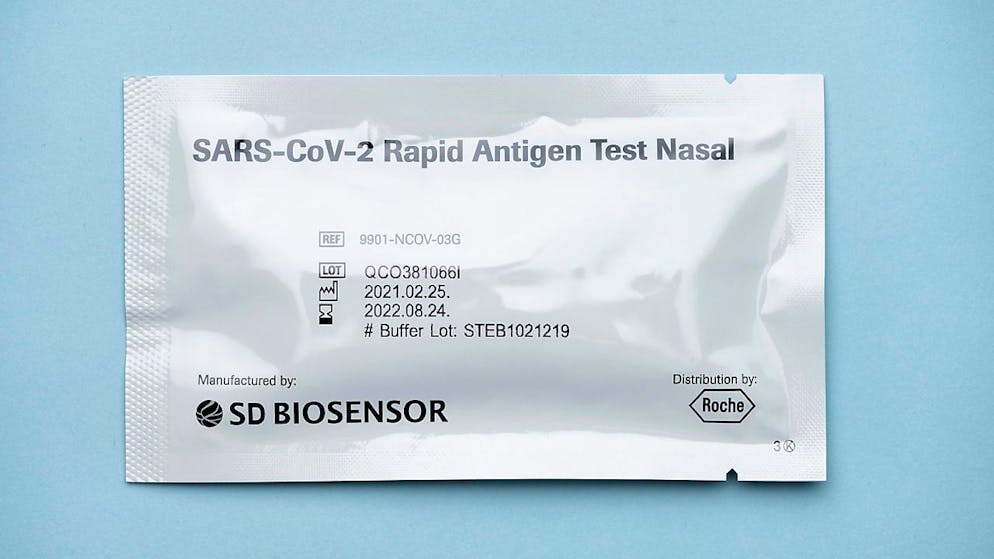 SARS-CoV-2 Rapid Antigen Test Nasal
REF 9901-NCOV-03G
LOT QCO381066I
2021.02.25.
2022.08.24.
# Buffer Lot: STEB1021219
Manufactured by:
SD BIOSENSOR
Distribution by:
Roche
3 K